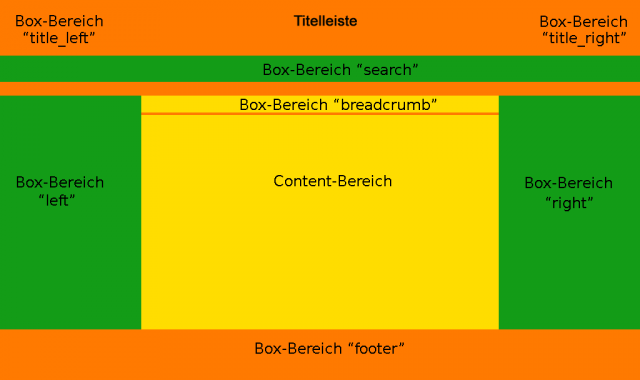 Box-Bereich
“title_left”
Titelleiste
Box-Bereich
“title_right”
Box-Bereich “search”
Box-Bereich “breadcrumb”
Box-Bereich
“left”
Content-Bereich
Box-Bereich
“right”
Box-Bereich “footer”